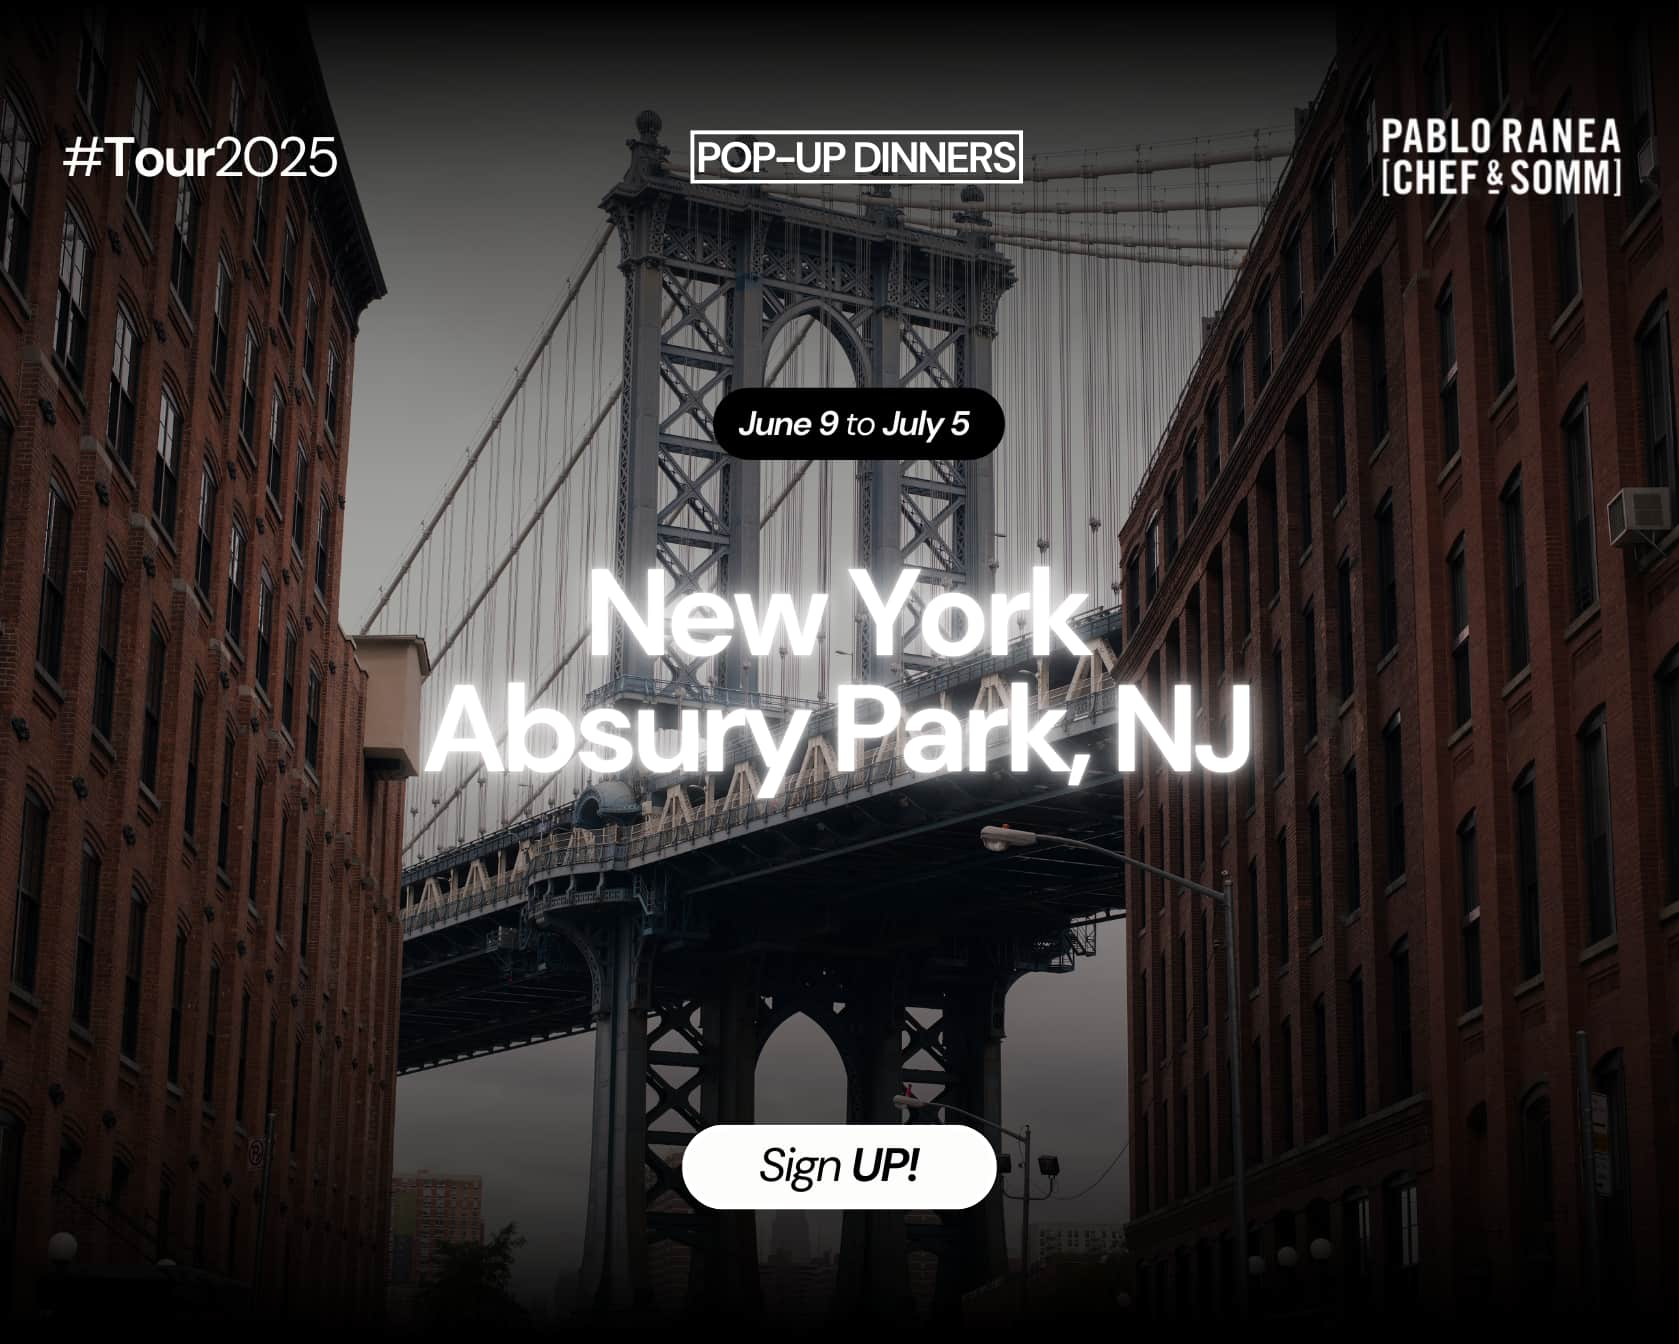 #Tour2025
POP-UP DINNERS
PABLO RANEA
[CHEF & SOMM]
June 9 to July 5
New York
Absury Park, NJ
Sign UP!